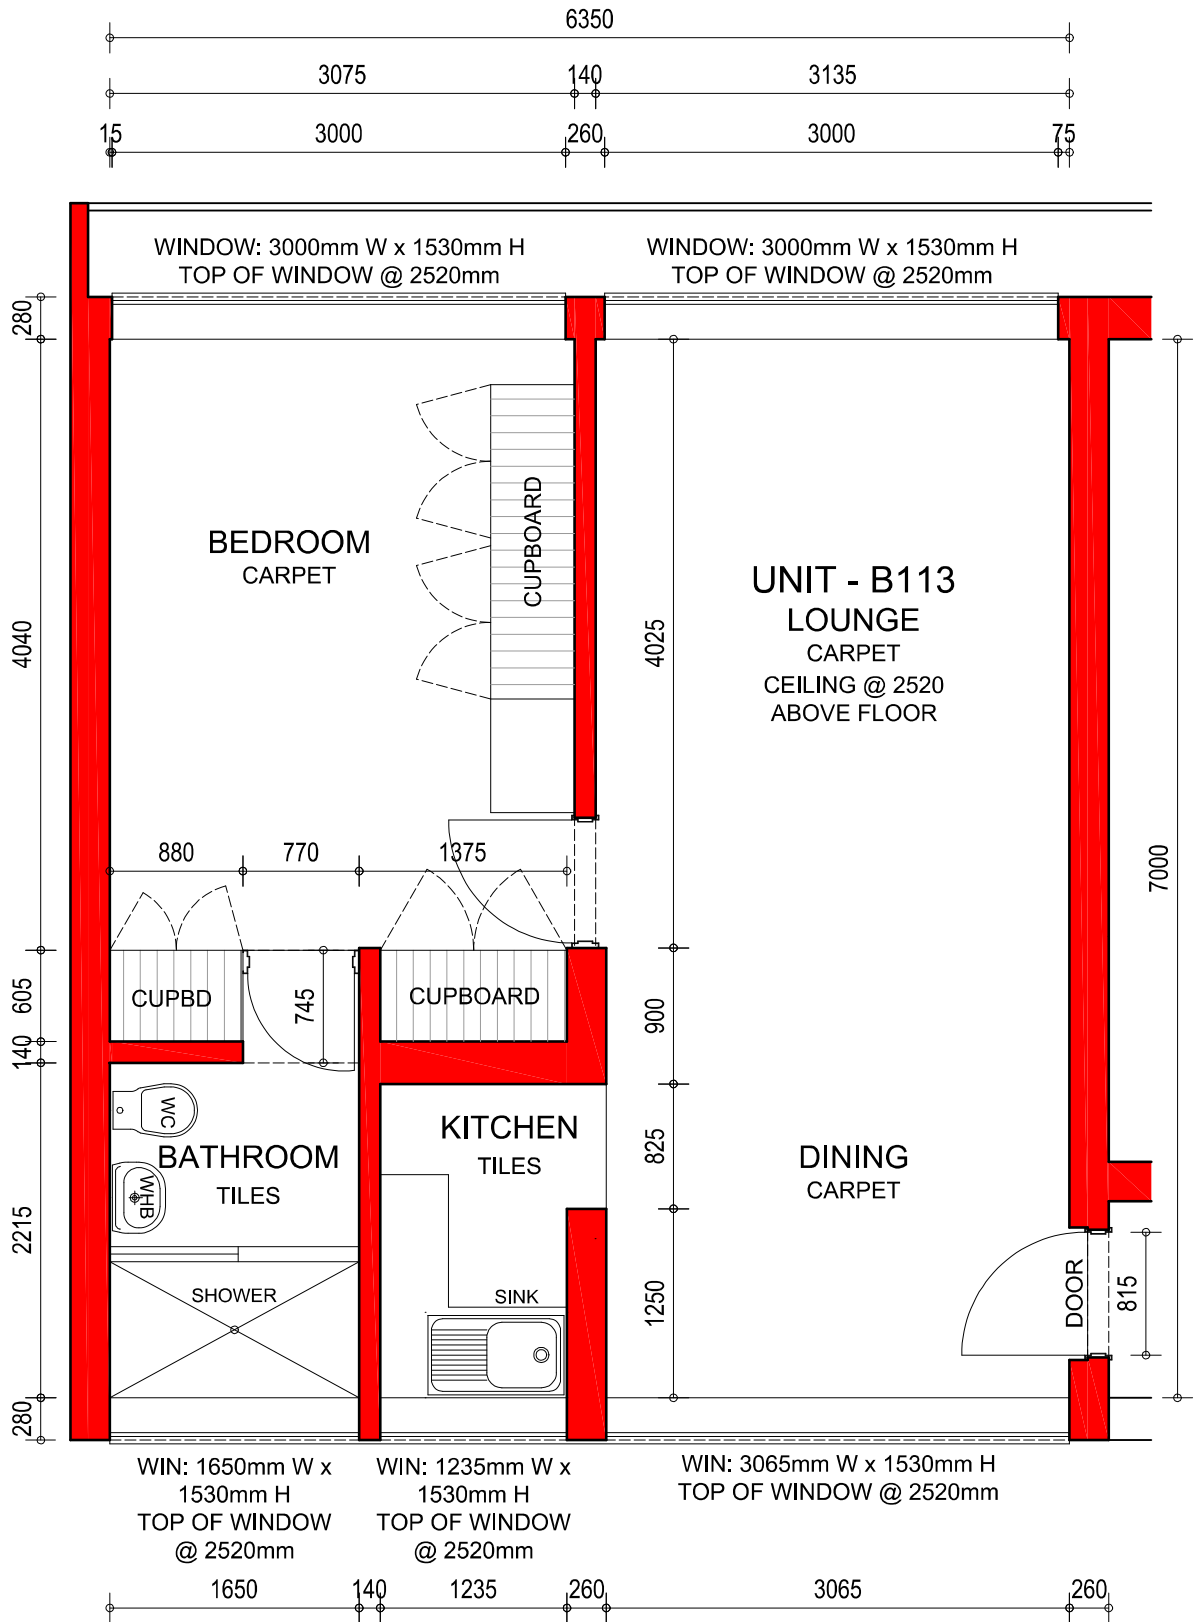 6350
3075 140 3135
15 3000 260 3000 75
WINDOW: 3000mm W x 1530mm H
TOP OF WINDOW @ 2520mm
WINDOW: 3000mm W x 1530mm H
TOP OF WINDOW @ 2520mm
280
4040
605
140
2215
280
BEDROOM
CARPET
CUPBOARD
4025
900
825
1250
UNIT - B113
LOUNGE
CARPET
CEILING @ 2520
ABOVE FLOOR
7000
880 770 1375
CUPBD
745
CUPBOARD
WC
BATHROOM
TILES
WHB
SHOWER
KITCHEN
TILES
SINK
DINING
CARPET
DOOR
815
WIN: 1650mm W x
1530mm H
TOP OF WINDOW
@ 2520mm
WIN: 1235mm W x
1530mm H
TOP OF WINDOW
@ 2520mm
WIN: 3065mm W x 1530mm H
TOP OF WINDOW @ 2520mm
1650 140 1235 260 3065 260